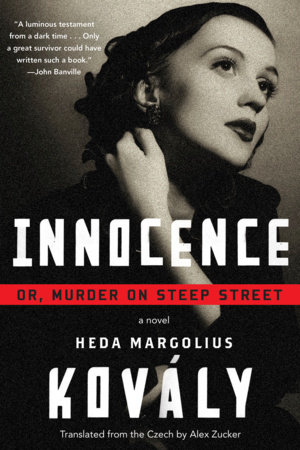 "A luminous testament
from a dark time . . . Only
a great survivor could have
written such a book."
—John Banville
INNOCENCE
OR, MURDER ON STEEP STREET
a novel
HEDA MARGOLIUS
KOVÁLY
Translated from the Czech by Alex Zucker